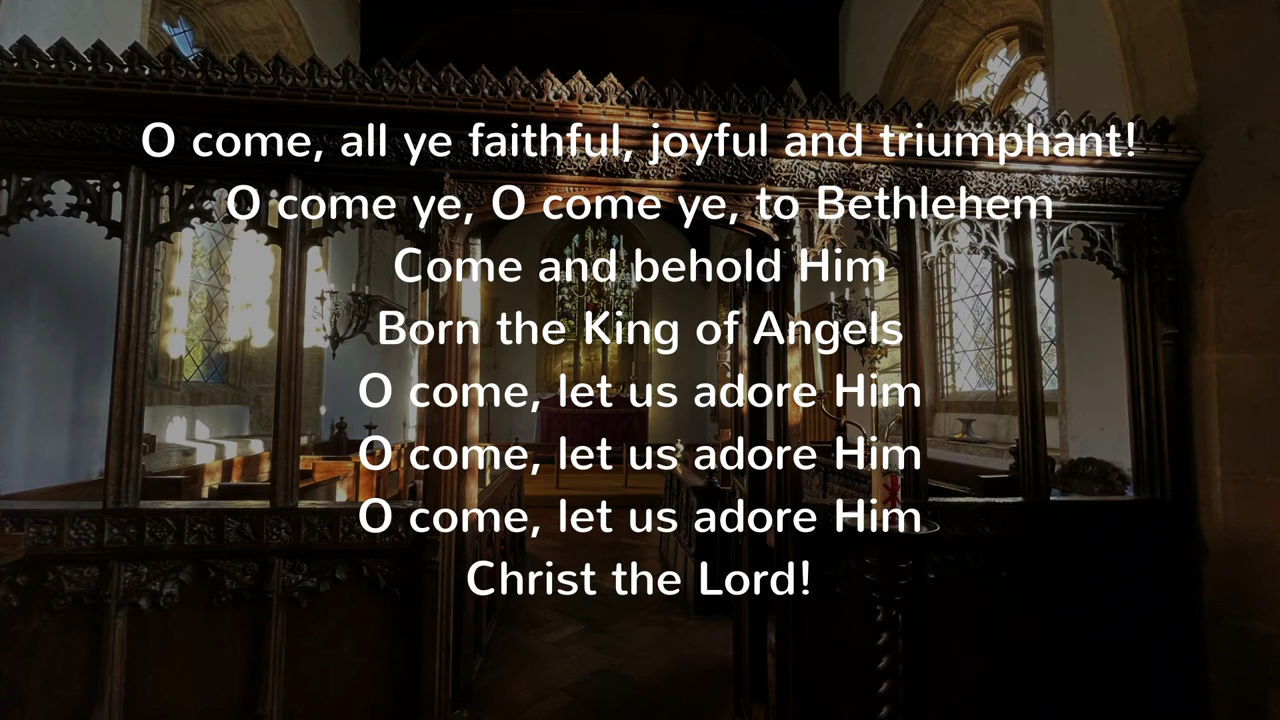 O come, all ye faithful, joyful and triumphant!
O come ye, O come ye, to Bethlehem
Come and behold Him
Born the King of Angels
O come, let us adore Him
O come, let us adore Him
O come, let us adore Him
Christ the Lord!